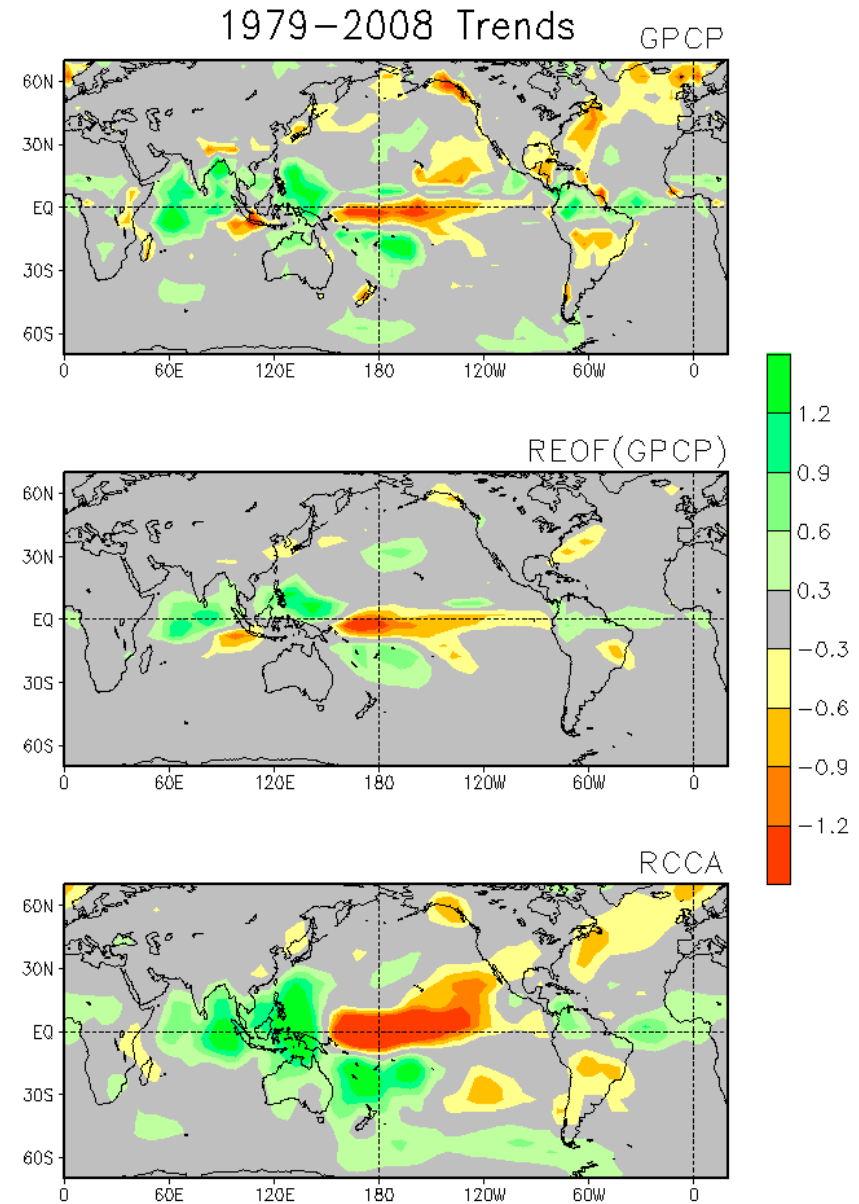 1979−2008 Trends
GPCP
60N
30N
EQ
30S
60S
0 60E 120E 180 120W 60W 0
REOF(GPCP)
60N
30N
EQ
30S
60S
0 60E 120E 180 120W 60W 0
1.2
0.9
0.6
0.3
−0.3
−0.6
−0.9
−1.2
RCCA
60N
30N
EQ
30S
60S
0 60E 120E 180 120W 60W 0